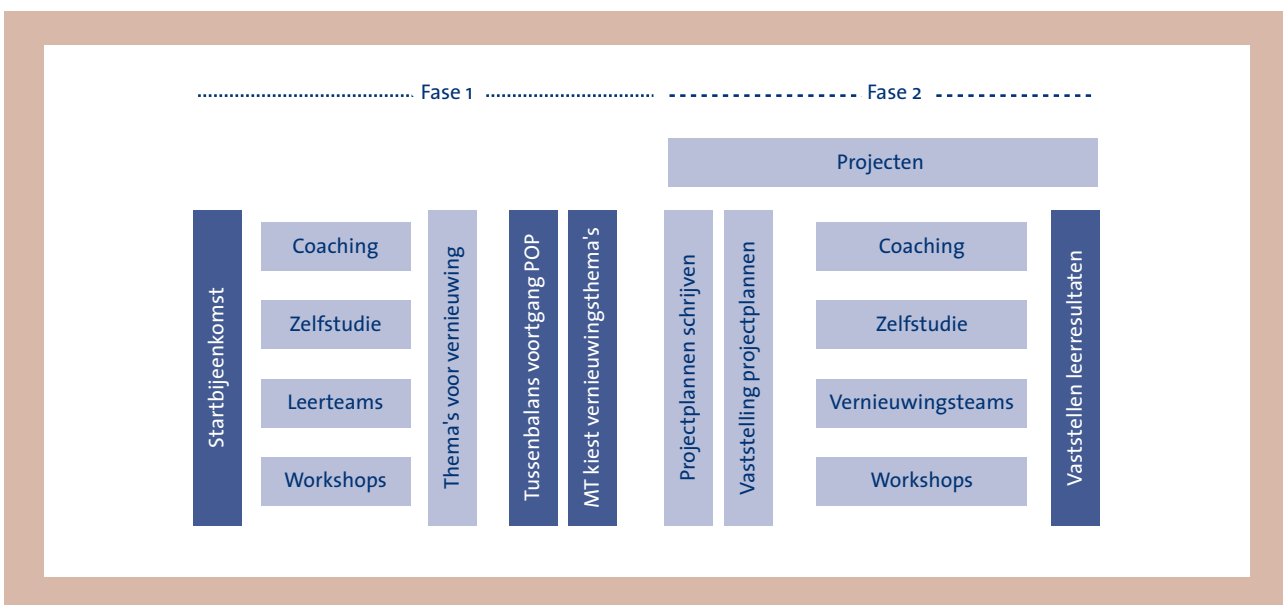 Fase 1
Fase 2
Projecten
Startbijeenkomst
Coaching
Zelfstudie
Leerteams
Workshops
Thema's voor vernieuwing
Tussenbalans voortgang POP
MT kiest vernieuwingsthema's
Projectplannen schrijven
Vaststelling projectplannen
Coaching
Zelfstudie
Vernieuwingsteams
Workshops
Vaststellen leerresultaten